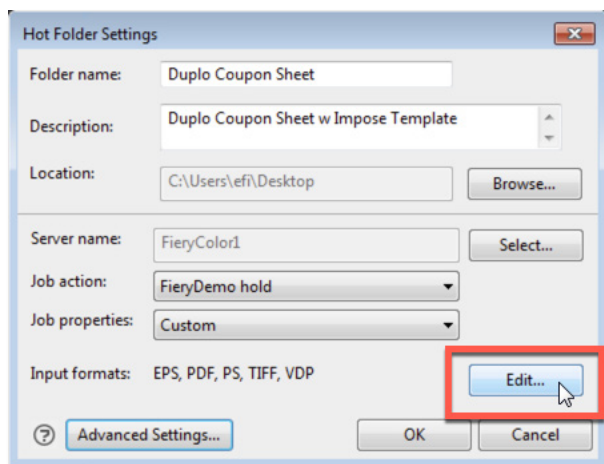 Hot Folder Settings
Folder name: Duplo Coupon Sheet
Description: Duplo Coupon Sheet w Impose Template
Location: C:\Users\efi\Desktop Browse...
Server name: FieryColor1 Select...
Job action: FieryDemo hold
Job properties: Custom
Input formats: EPS, PDF, PS, TIFF, VDP Edit...
? Advanced Settings... OK Cancel